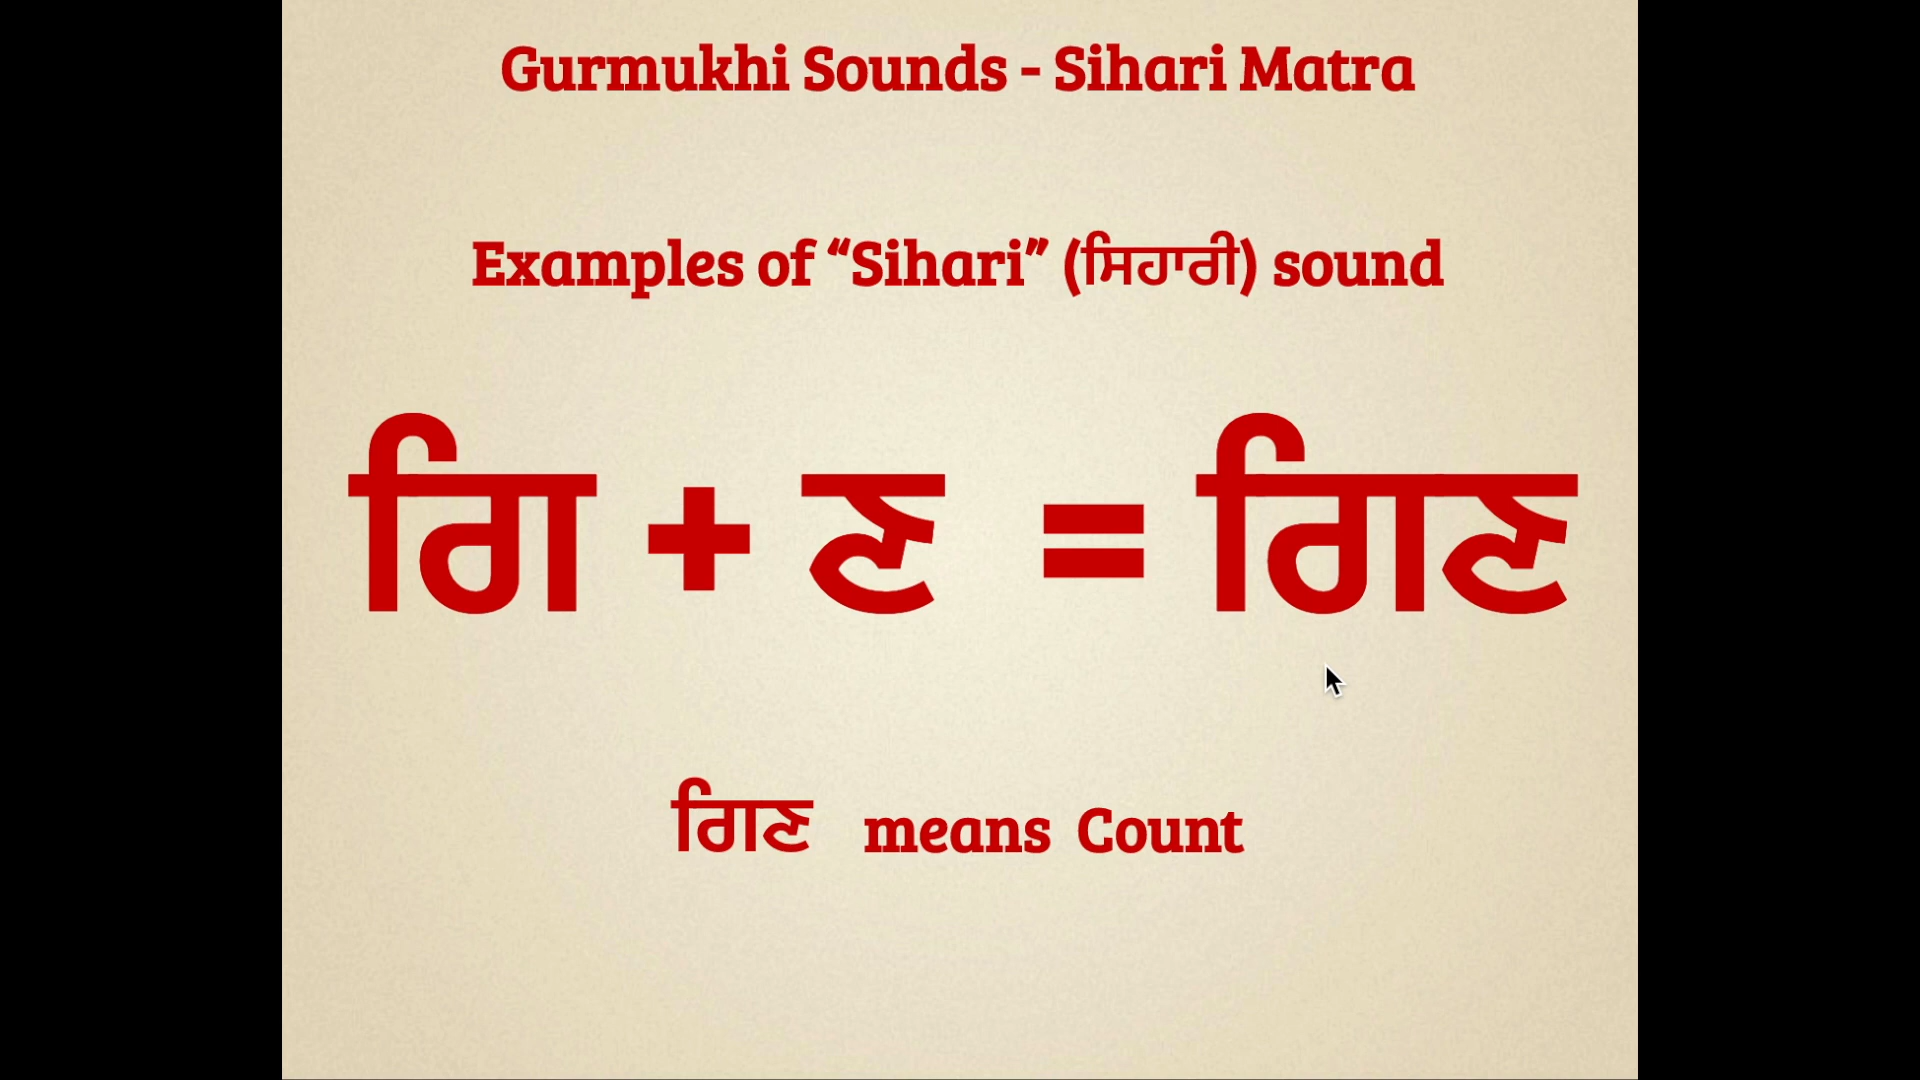 Gurmukhi Sounds - Sihari Matra
Examples of “Sihari” (ਸਿਹਾਰੀ) sound
ਗਿ + ਣ = ਗਿਣ
ਗਿਣ means Count